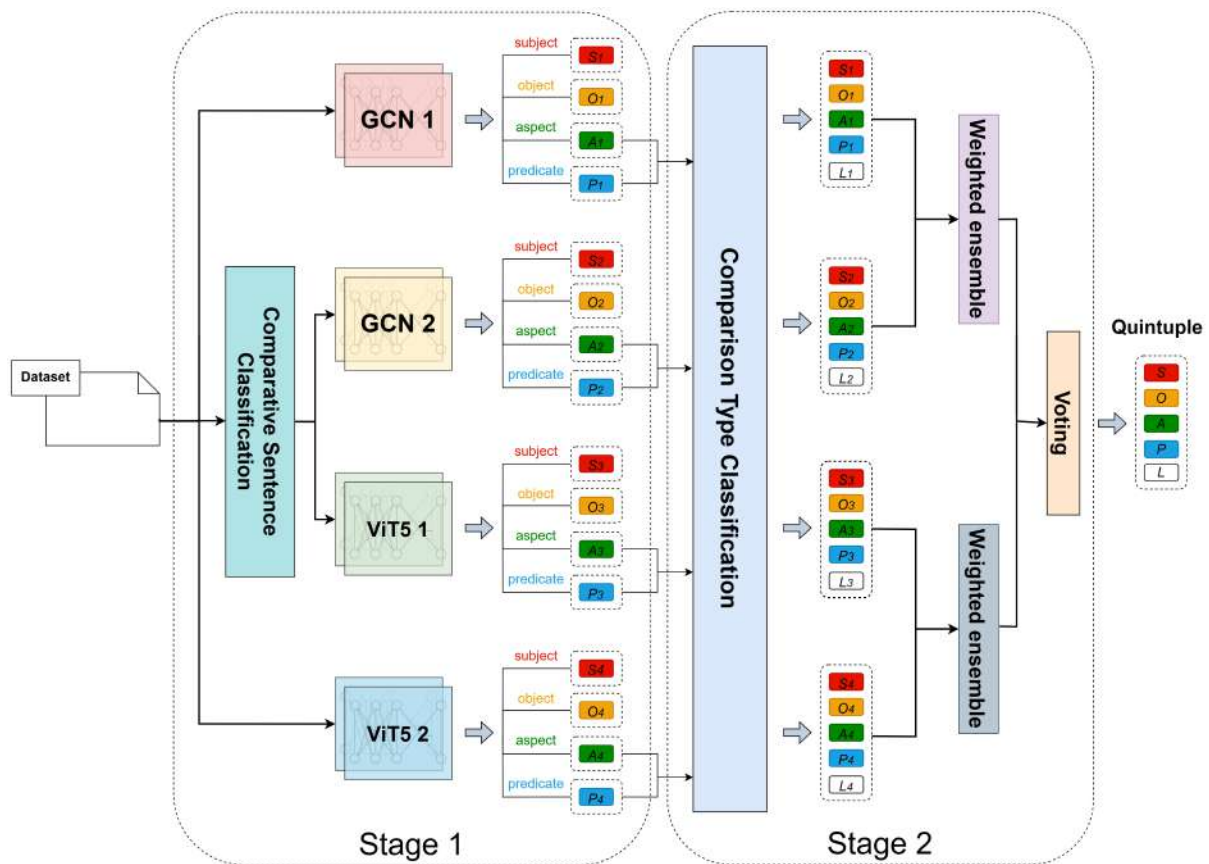 Dataset
Comparative Sentence
Classification
GCN 1
subject
S1
object
O1
aspect
A1
predicate
P1
GCN 2
subject
S2
object
O2
aspect
A2
predicate
P2
ViT5 1
subject
S3
object
O3
aspect
A3
predicate
P3
ViT5 2
subject
S4
object
O4
aspect
A4
predicate
P4
Stage 1
Comparison Type Classification
S1
O1
A1
P1
L1
S2
O2
A2
P2
L2
S3
O3
A3
P3
L3
S4
O4
A4
P4
L4
Weighted ensemble
Weighted ensemble
Voting
Stage 2
Quintuple
S
O
A
P
L